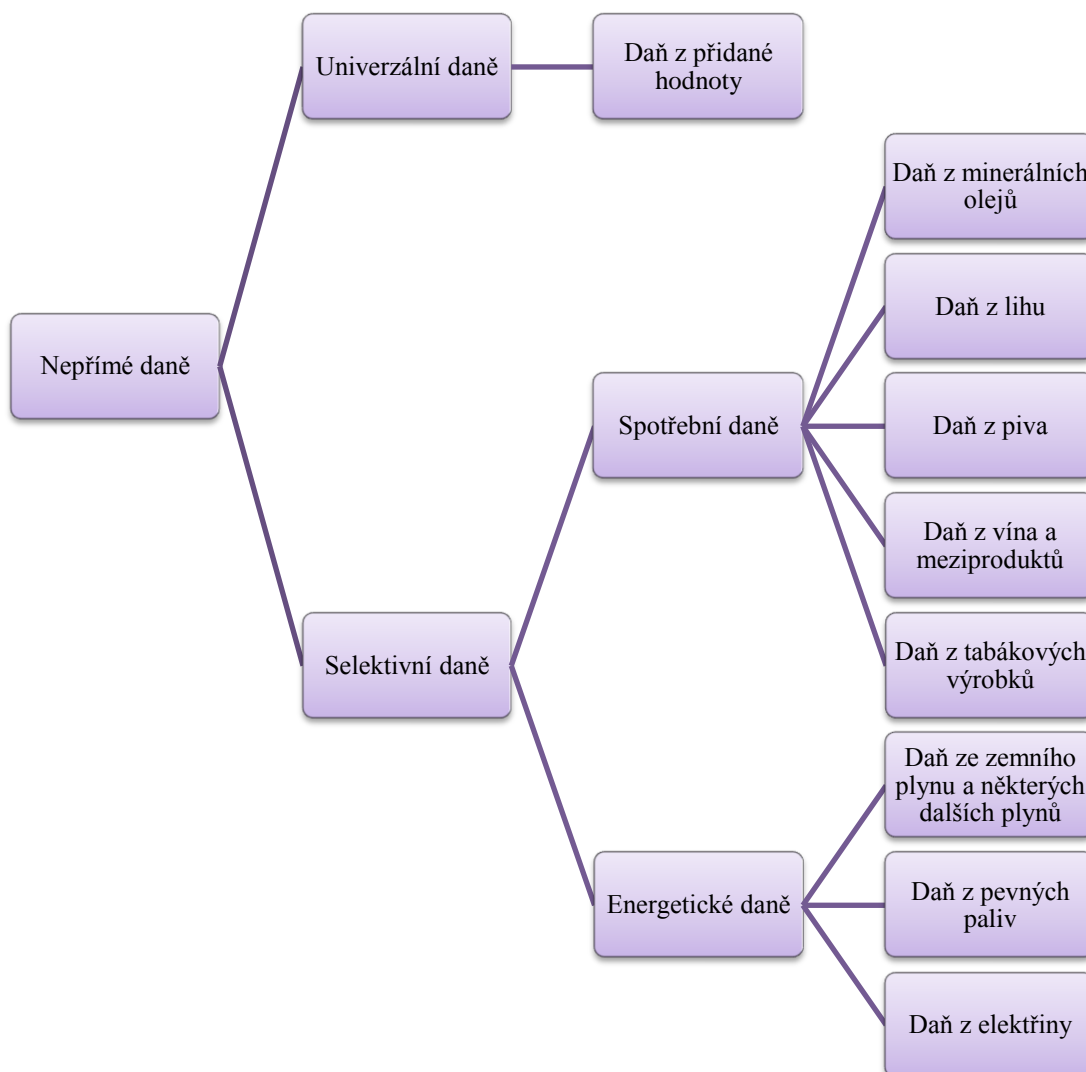 Univerzální daně
Daň z přidané
hodnoty
Daň z minerálních
olejů
Daň z lihu
Nepřímé daně
Spotřební daně
Daň z piva
Daň z vína a
meziproduktů
Selektivní daně
Daň z tabákových
výrobků
Daň ze zemního
plynu a některých
dalších plynů
Energetické daně
Daň z pevných
paliv
Daň z elektřiny